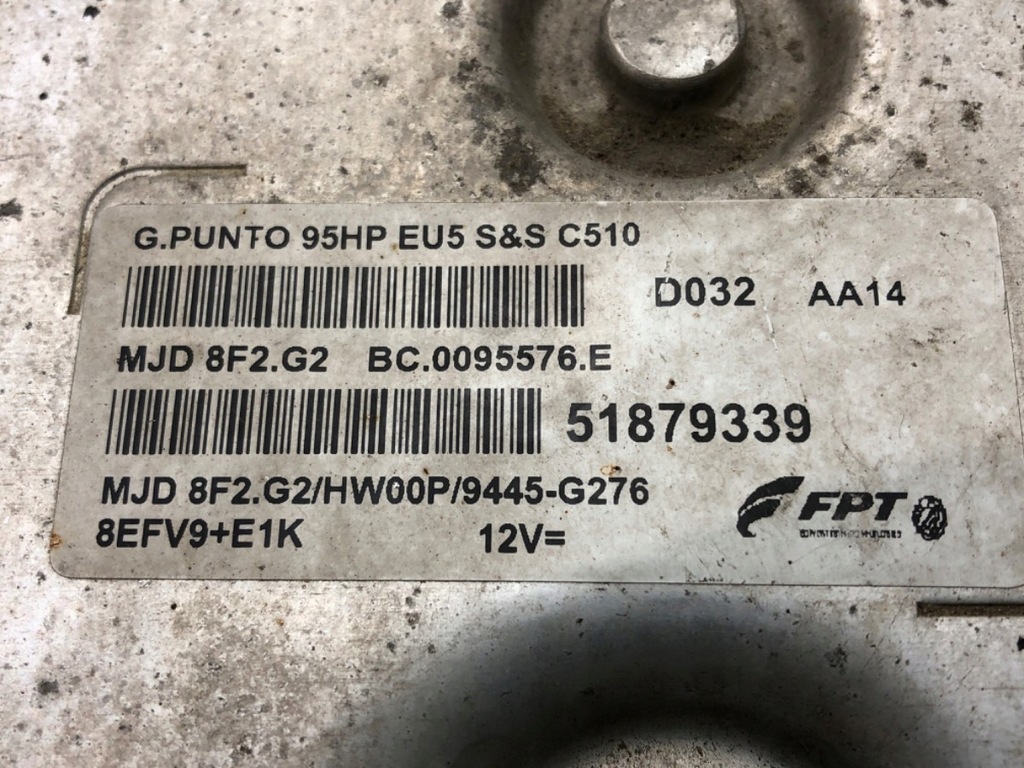 G.PUNTO 95HP EU5 S&S C510
D032 AA14
MJD 8F2.G2 BC.0095576.E
51879339
MJD 8F2.G2/HW00P/9445-G276
8EFV9+E1K 12V=
FPT